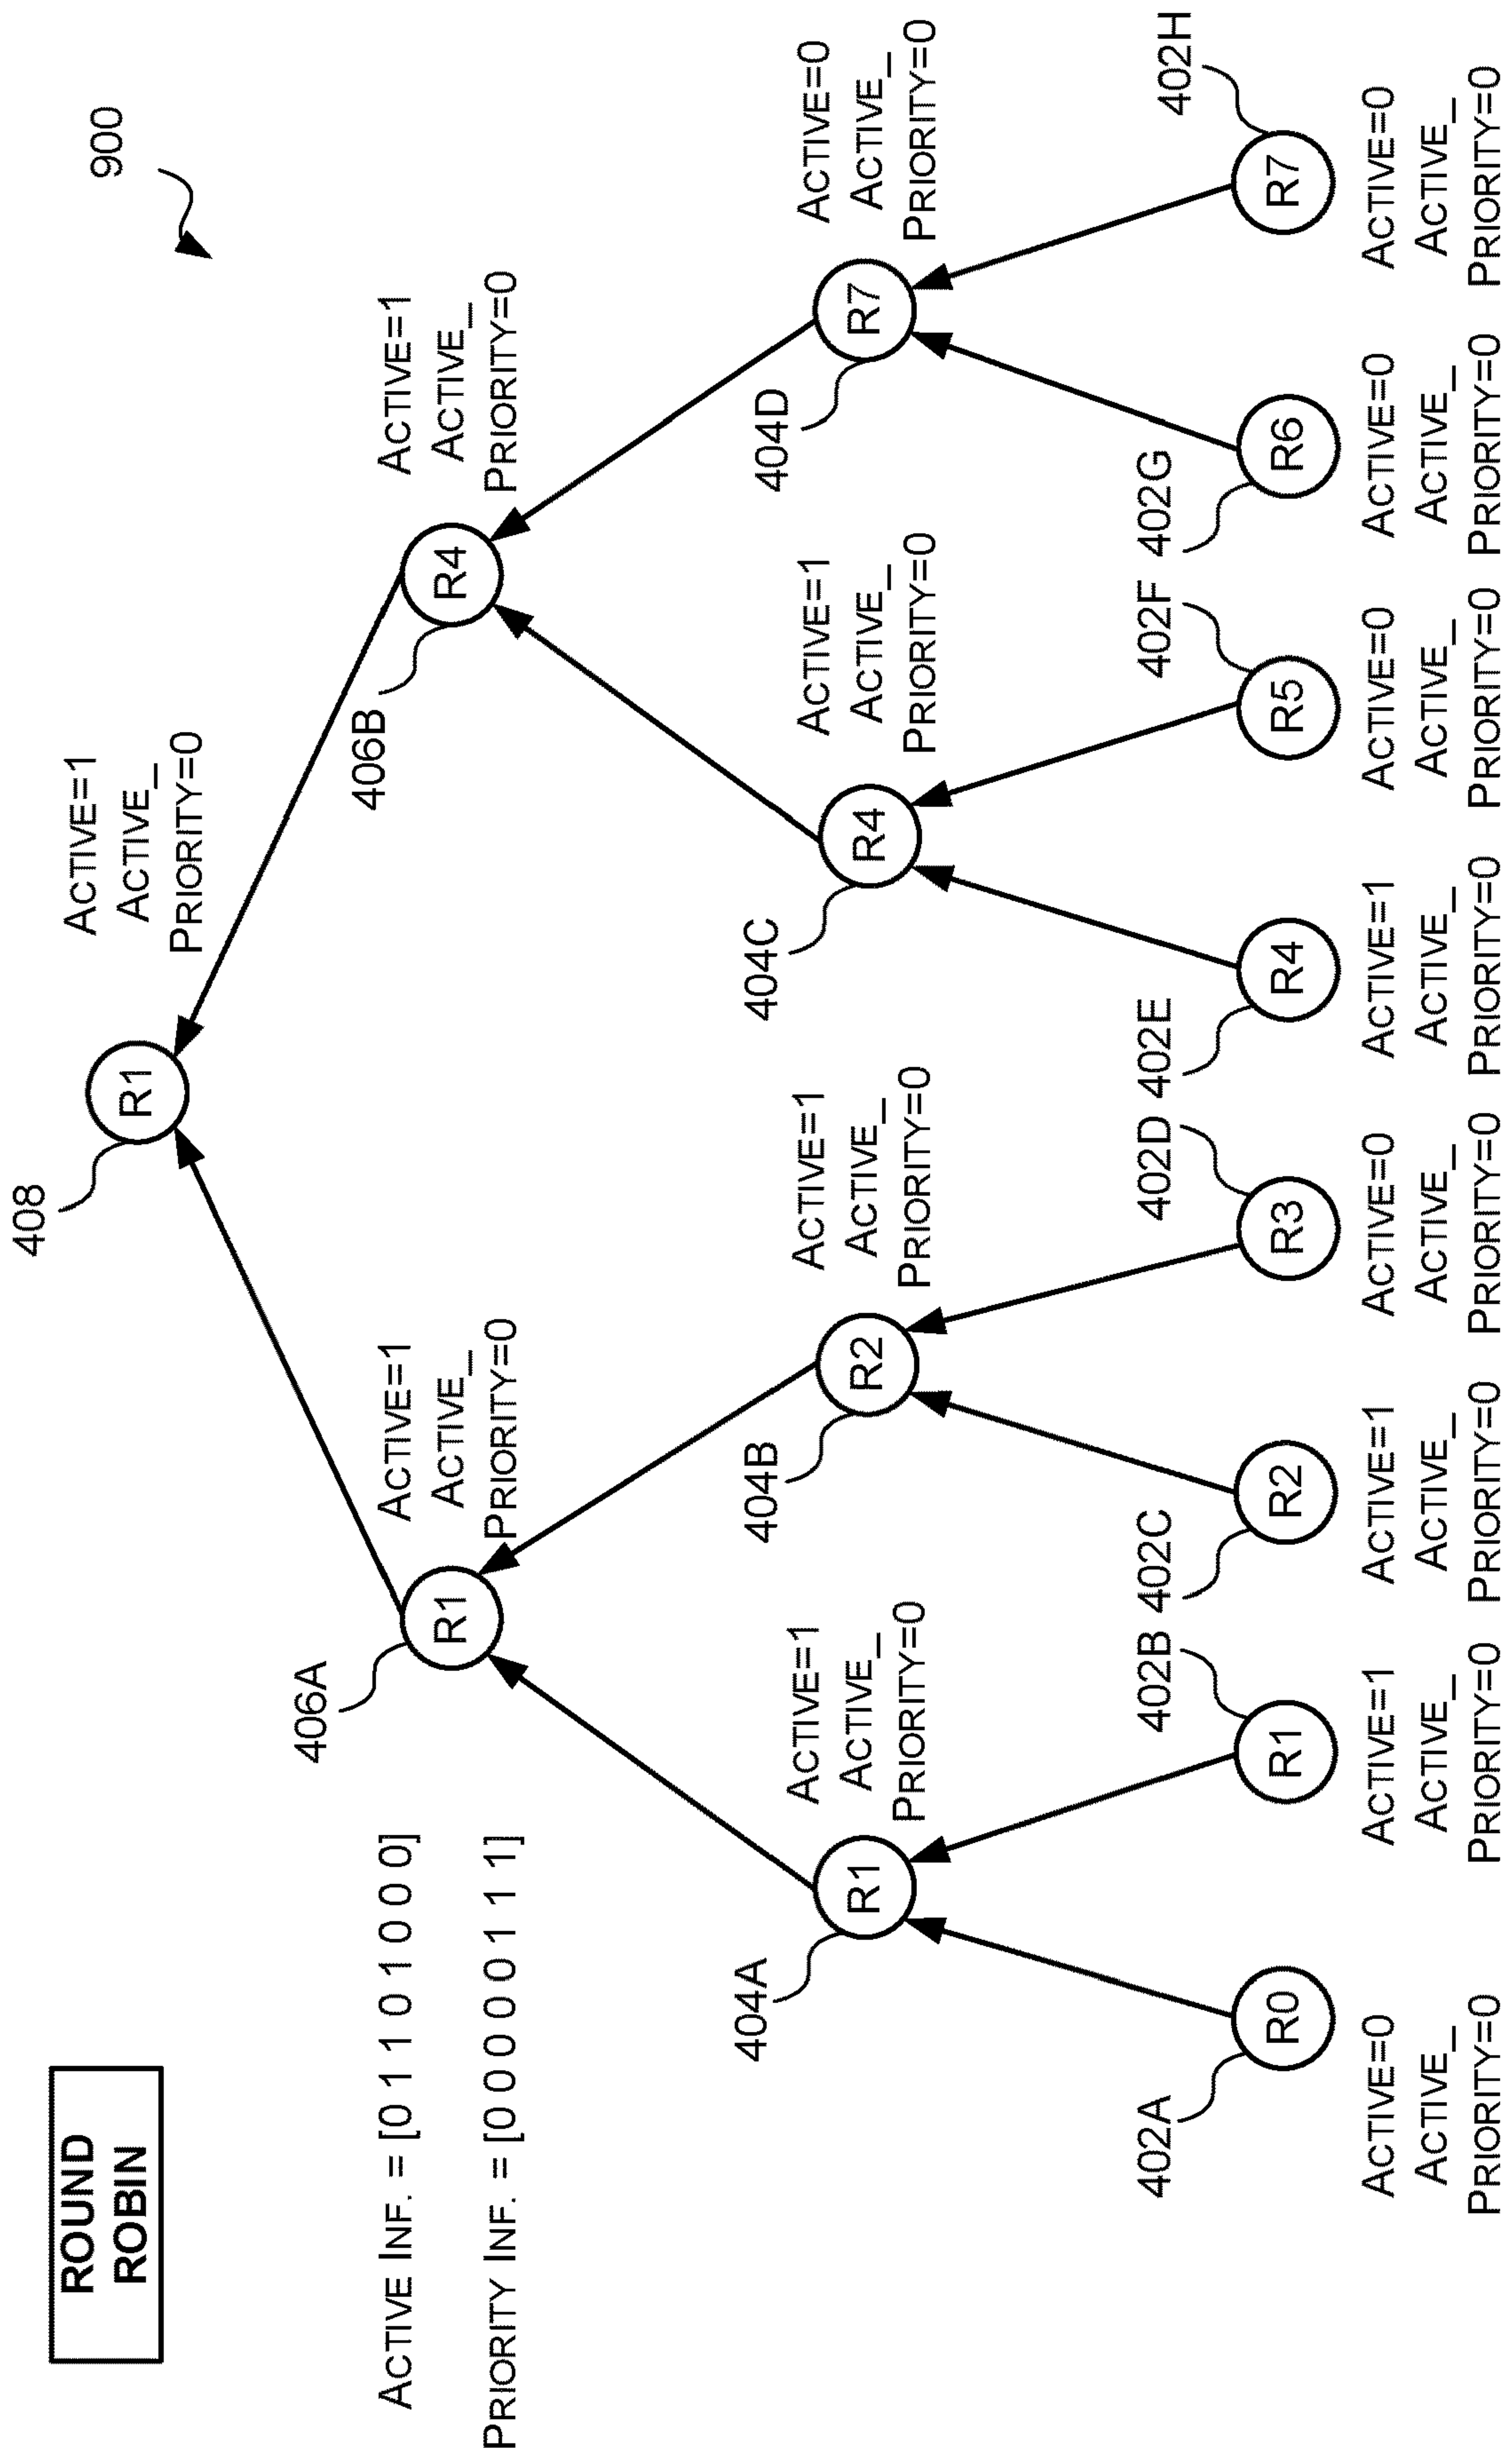 ROUND
ROBIN
900
ACTIVE INF. = [0 1 1 0 1 0 0 0]
PRIORITY INF. = [0 0 0 0 0 1 1 1]
408
R1
ACTIVE=1
ACTIVE_
PRIORITY=0
406A
R1
ACTIVE=1
ACTIVE_
PRIORITY=0
406B
R4
ACTIVE=1
ACTIVE_
PRIORITY=0
404A
R1
ACTIVE=1
ACTIVE_
PRIORITY=0
404B
R2
ACTIVE=1
ACTIVE_
PRIORITY=0
404C
R4
ACTIVE=1
ACTIVE_
PRIORITY=0
404D
R7
ACTIVE=0
ACTIVE_
PRIORITY=0
402A
R0
ACTIVE=0
ACTIVE_
PRIORITY=0
402B
R1
ACTIVE=1
ACTIVE_
PRIORITY=0
402C
R2
ACTIVE=1
ACTIVE_
PRIORITY=0
402D
R3
ACTIVE=0
ACTIVE_
PRIORITY=0
402E
R4
ACTIVE=1
ACTIVE_
PRIORITY=0
402F
R5
ACTIVE=0
ACTIVE_
PRIORITY=0
402G
R6
ACTIVE=0
ACTIVE_
PRIORITY=0
402H
R7
ACTIVE=0
ACTIVE_
PRIORITY=0